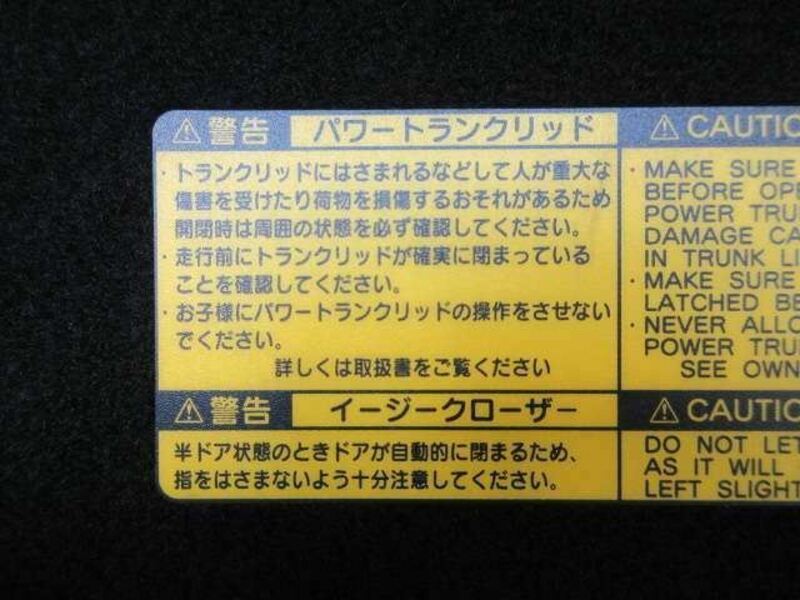 警告 パワートランクリッド
・トランクリッドにはさまれるなどして人が重大な
傷害を受けたり荷物を損傷するおそれがあるため
開閉時は周囲の状態を必ず確認してください。
・走行前にトランクリッドが確実に閉まっている
ことを確認してください。
・お子様にパワートランクリッドの操作をさせない
でください。
詳しくは取扱書をご覧ください
警告 イージークローザー
半ドア状態のときドアが自動的に閉まるため、
指をはさまないよう十分注意してください。
CAUTIO
・MAKE SURE
BEFORE OPE
POWER TRU
DAMAGE CA
IN TRUNK LI
・MAKE SURE
LATCHED BE
・NEVER ALLO
POWER TRU
SEE OWN
CAUTIO
DO NOT LET
AS IT WILL
LEFT SLIGHT